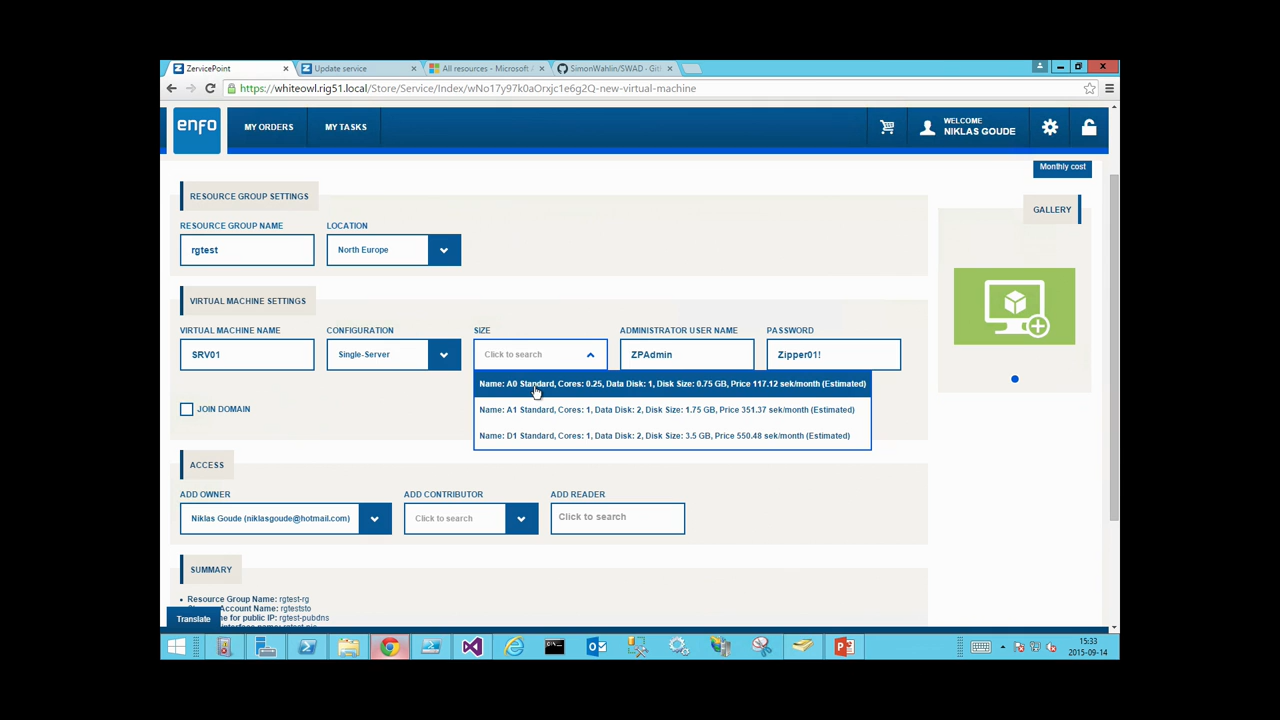 ZervicePoint
Update service
All resources - Microsoft
SimonWahlin/SWAD - Git
https://whiteowl.rig51.local/Store/Service/Index/wNo17y97k0aOrxjc1e6g2Q-new-virtual-machine
enfo
MY ORDERS
MY TASKS
WELCOME
NIKLAS GOUDE
Monthly cost
RESOURCE GROUP SETTINGS
GALLERY
RESOURCE GROUP NAME
LOCATION
rgtest
North Europe
VIRTUAL MACHINE SETTINGS
VIRTUAL MACHINE NAME
CONFIGURATION
SIZE
ADMINISTRATOR USER NAME
PASSWORD
SRV01
Single-Server
Click to search
ZPAdmin
Zipper01!
Name: A0 Standard, Cores: 0.25, Data Disk: 1, Disk Size: 0.75 GB, Price 117.12 sek/month (Estimated)
JOIN DOMAIN
Name: A1 Standard, Cores: 1, Data Disk: 2, Disk Size: 1.75 GB, Price 351.37 sek/month (Estimated)
Name: D1 Standard, Cores: 1, Data Disk: 2, Disk Size: 3.5 GB, Price 550.48 sek/month (Estimated)
ACCESS
ADD OWNER
ADD CONTRIBUTOR
ADD READER
Niklas Goude (niklasgoude@hotmail.com)
Click to search
Click to search
SUMMARY
Resource Group Name: rgtest-rg
Account Name: rgteststo
for public IP: rgtest-pubdns
Translate
15:33
2015-09-14